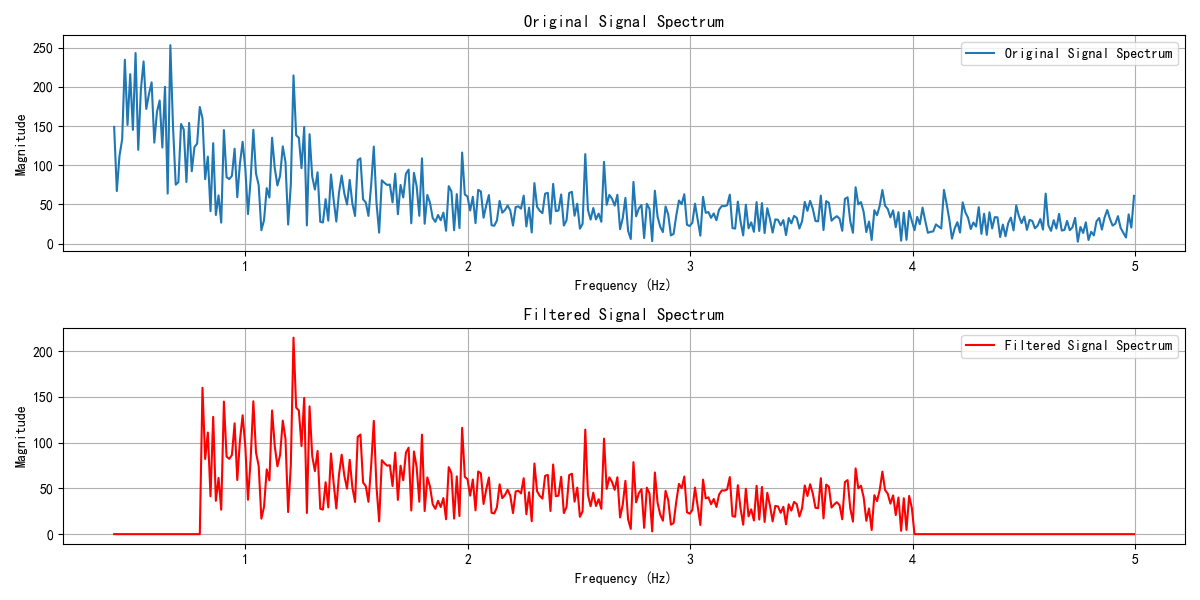 Original Signal Spectrum
250
200
150
100
50
0
Magnitude
Original Signal Spectrum
1
2
3
4
5
Frequency (Hz)
Filtered Signal Spectrum
200
150
100
50
0
Magnitude
Filtered Signal Spectrum
1
2
3
4
5
Frequency (Hz)